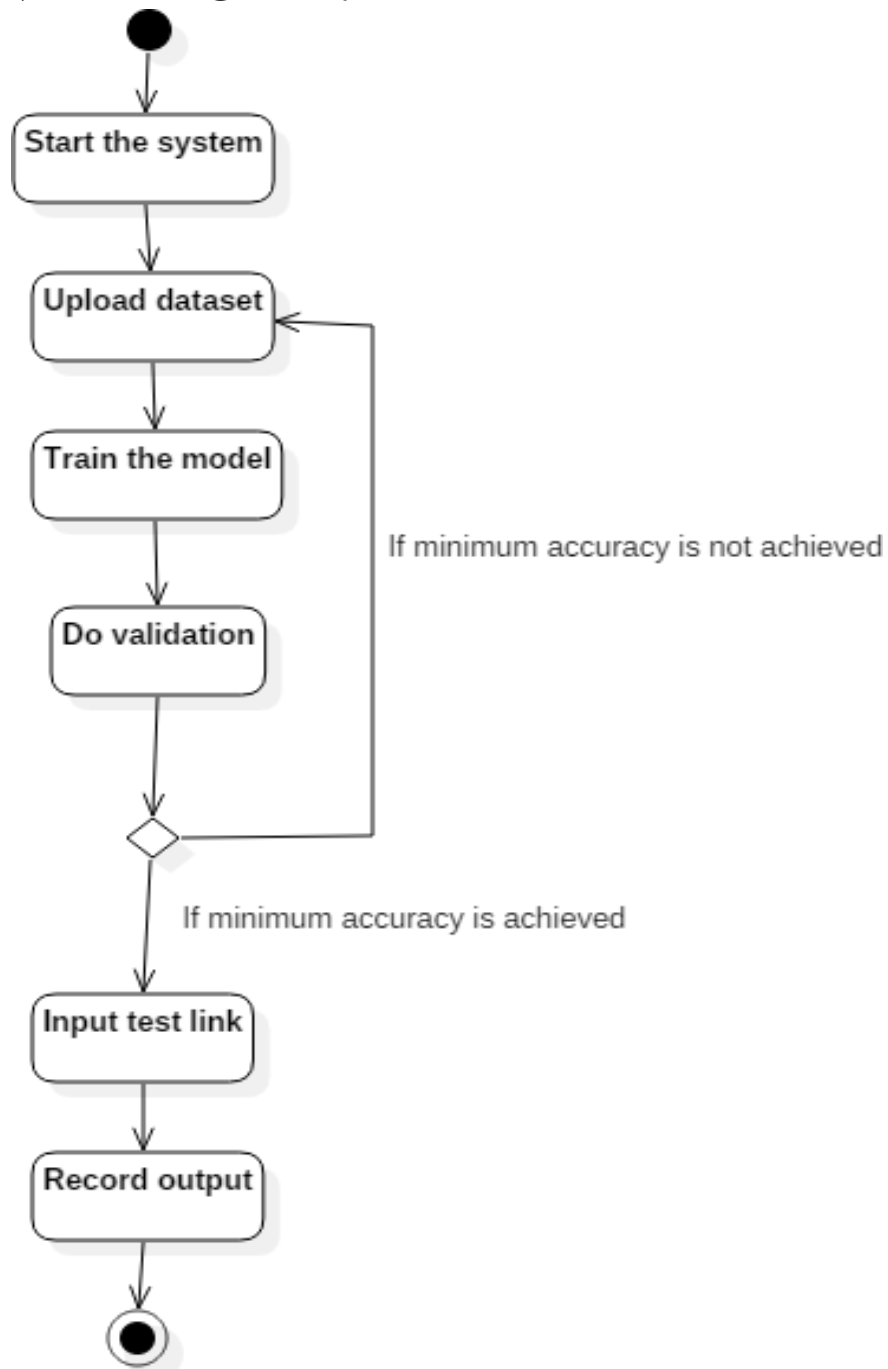 Start the system
Upload dataset
Train the model
If minimum accuracy is not achieved
Do validation
If minimum accuracy is achieved
Input test link
Record output